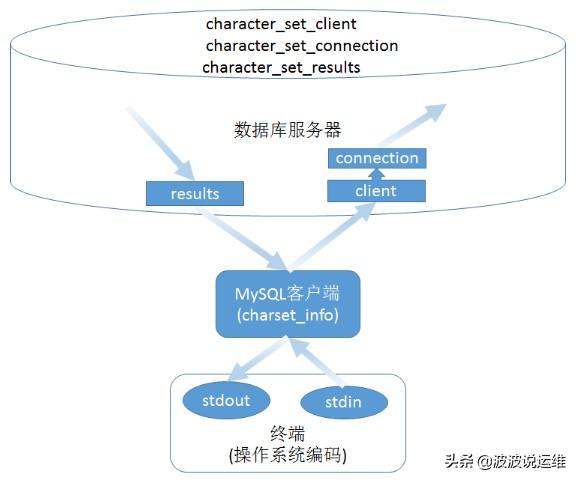 character_set_client
character_set_connection
character_set_results
数据库服务器
connection
client
results
MySQL客户端
(charset_info)
stdout
stdin
终端
(操作系统编码)
头条 @波波说运维